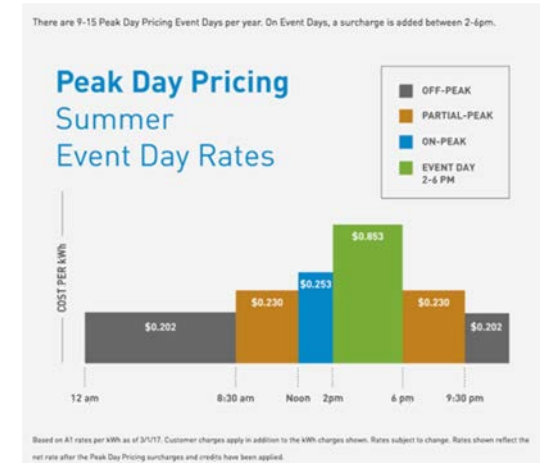 There are 9-15 Peak Day Pricing Event Days per year. On Event Days, a surcharge is added between 2-6pm.
Peak Day Pricing
Summer
Event Day Rates
OFF-PEAK
PARTIAL-PEAK
ON-PEAK
EVENT DAY
2-6 PM
COST PER KWH
$0.202
$0.230
$0.253
$0.853
$0.230
$0.202
12 am
8:30 am
Noon
2pm
6 pm
9:30 pm
Based on A1 rates per kWh as of 3/1/17. Customer charges apply in addition to the kWh charges shown. Rates subject to change. Rates shown reflect the
net rate after the Peak Day Pricing surcharges and credits have been applied.